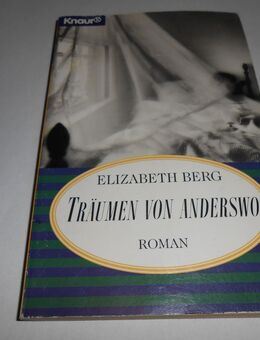 Knaur
ELIZABETH BERG
TRÄUMEN VON ANDERSWO
ROMAN